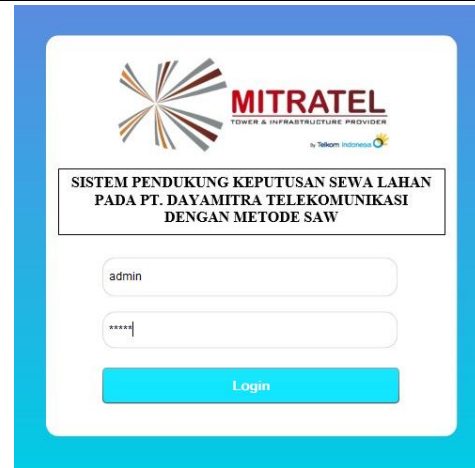 MITRATEL
TOWER & INFRASTRUCTURE PROVIDER
by Telkom Indonesia
SISTEM PENDUKUNG KEPUTUSAN SEWA LAHAN
PADA PT. DAYAMITRA TELEKOMUNIKASI
DENGAN METODE SAW
admin
*****
Login